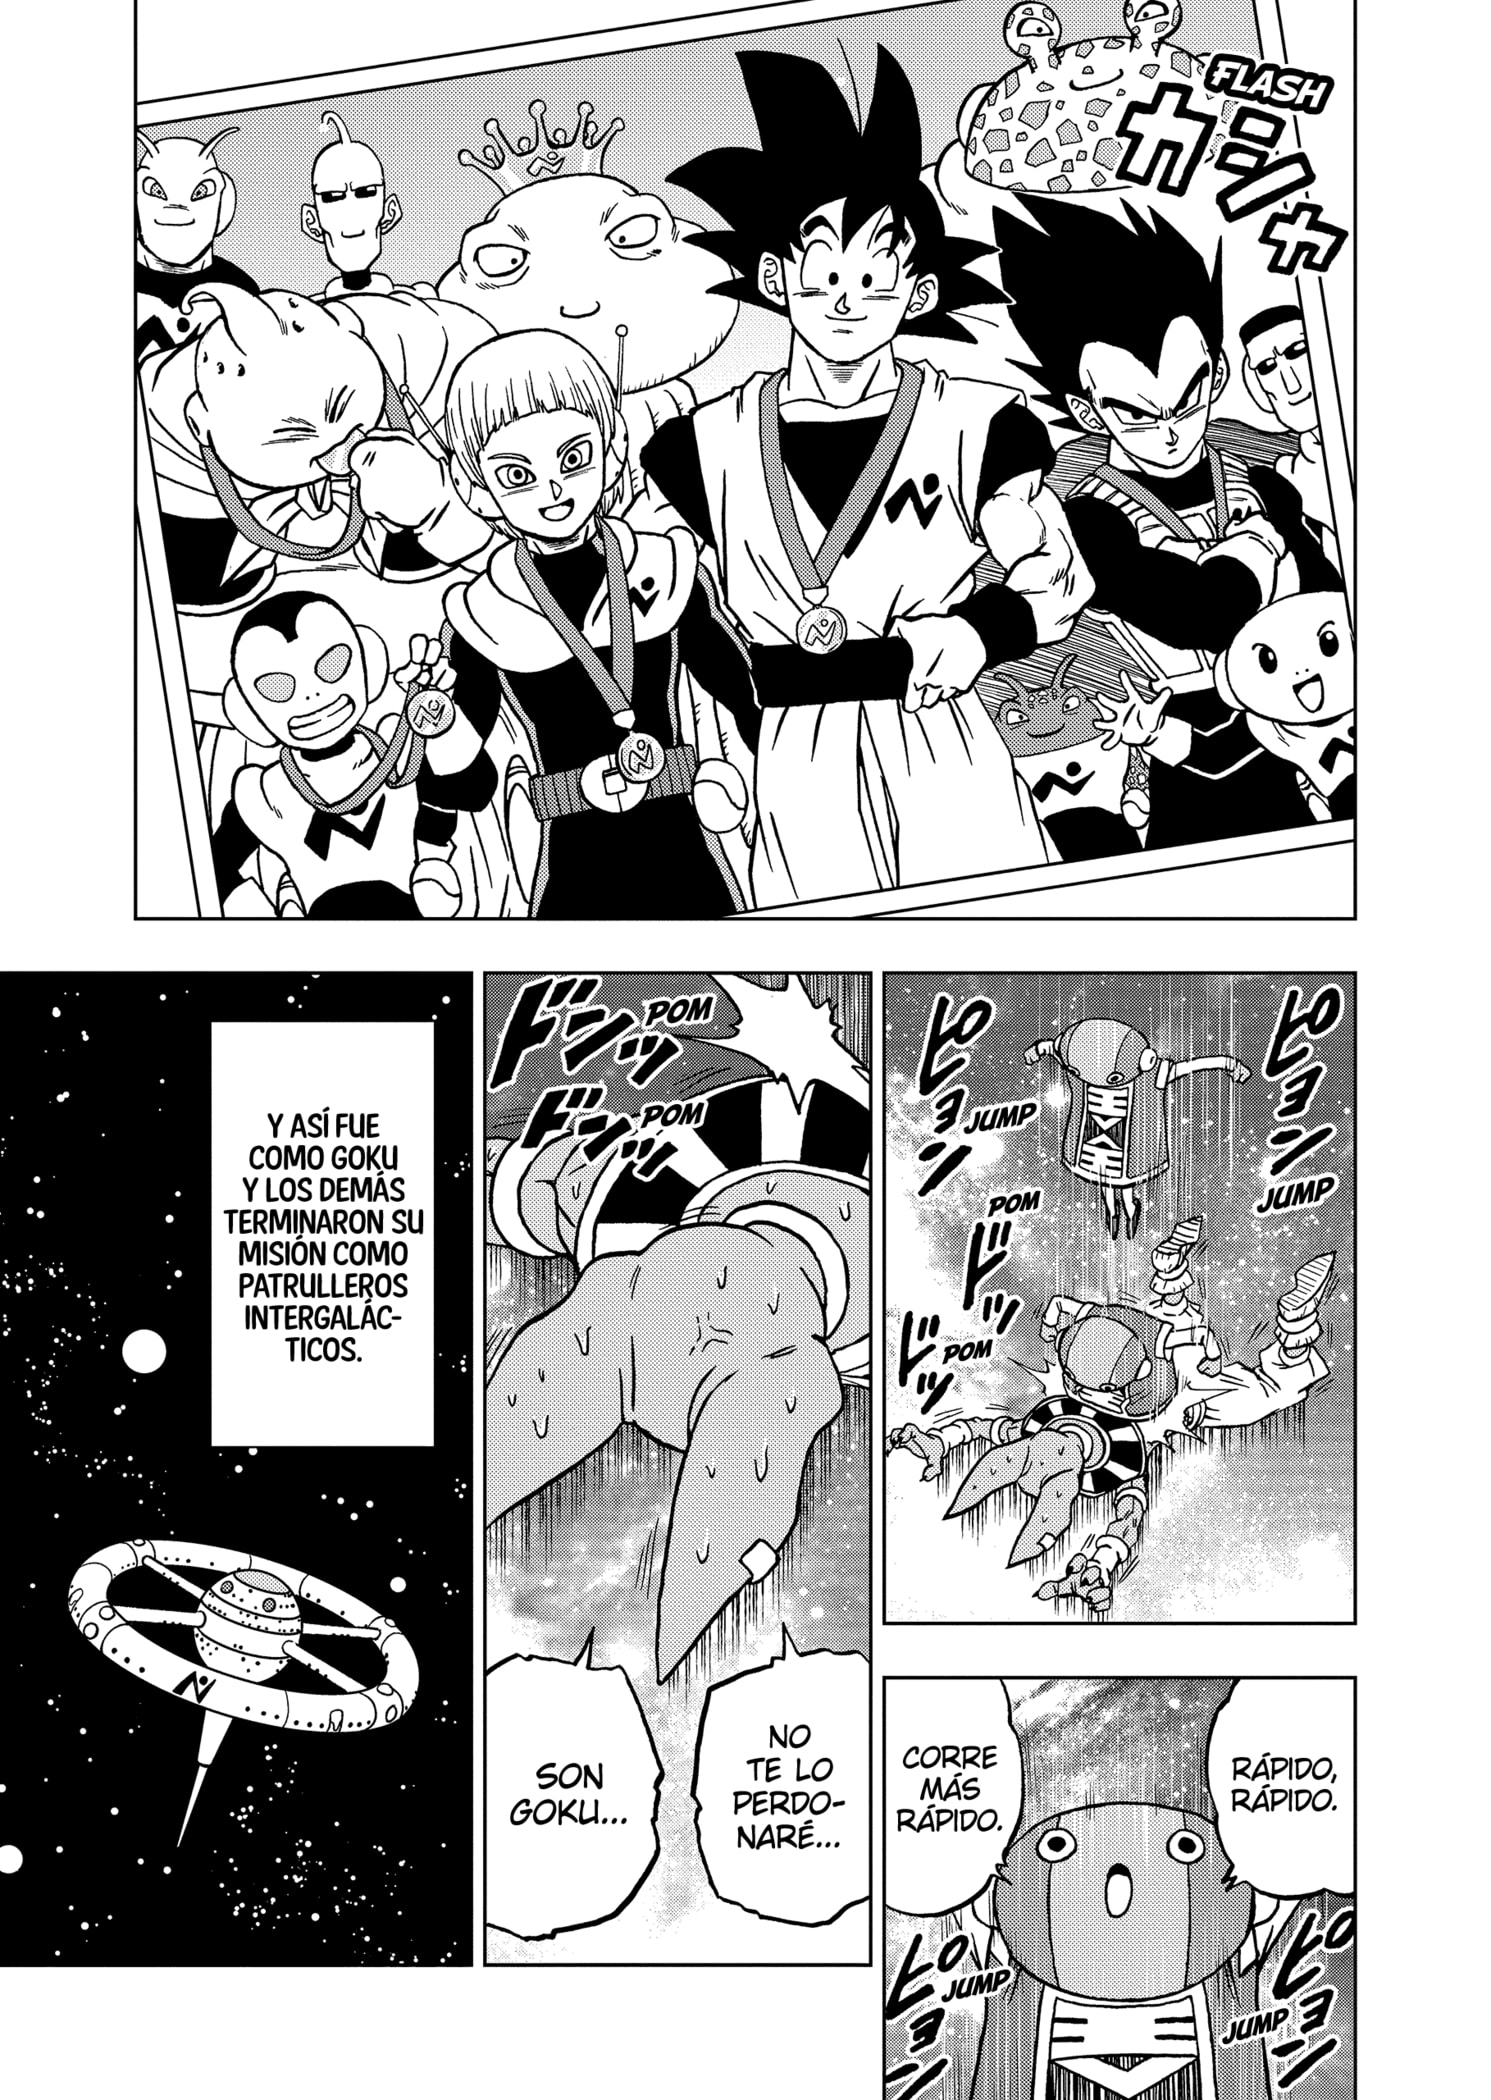 FLASH
カシャ
ピョン
JUMP
ピョン
JUMP
POM
ドンッ
POM
ドンッ
RÁPIDO,
RÁPIDO.
CORRE
MÁS
RÁPIDO.
ピョン
JUMP
ピョン
JUMP
ドンッ
POM
ドンッ
POM
NO
TE LO
PERDO-
NARÉ...
SON
GOKU...
Y ASÍ FUE
COMO GOKU
Y LOS DEMÁS
TERMINARON SU
MISIÓN COMO
PATRULLEROS
INTERGALÁC-
TICOS.